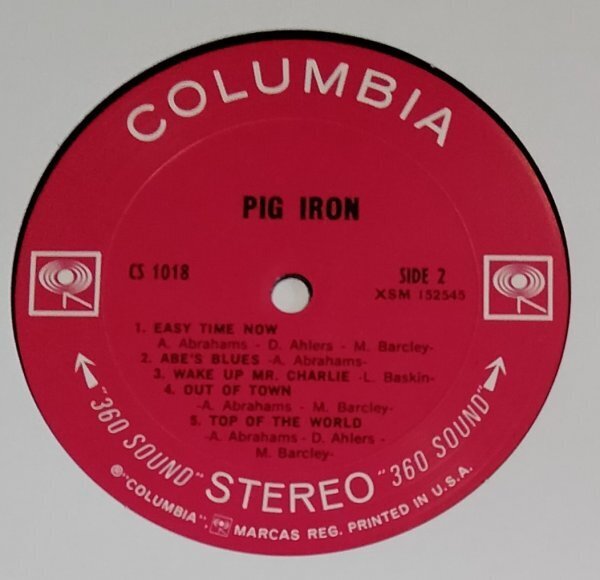 COLUMBIA
PIG IRON
CS 1018
SIDE 2
XSM 152545
1. EASY TIME NOW
A. Abrahams - D. Ahlers - M. Barcley-
2. ABE'S BLUES -A. Abrahams-
3. WAKE UP MR. CHARLIE -L. Baskin-
4. OUT OF TOWN
-A. Abrahams - M. Barcley-
5. TOP OF THE WORLD
-A. Abrahams - D. Ahlers -
M. Barcley-
"360 SOUND" STEREO "360 SOUND"
®"COLUMBIA", MARCAS REG. PRINTED IN U.S.A.